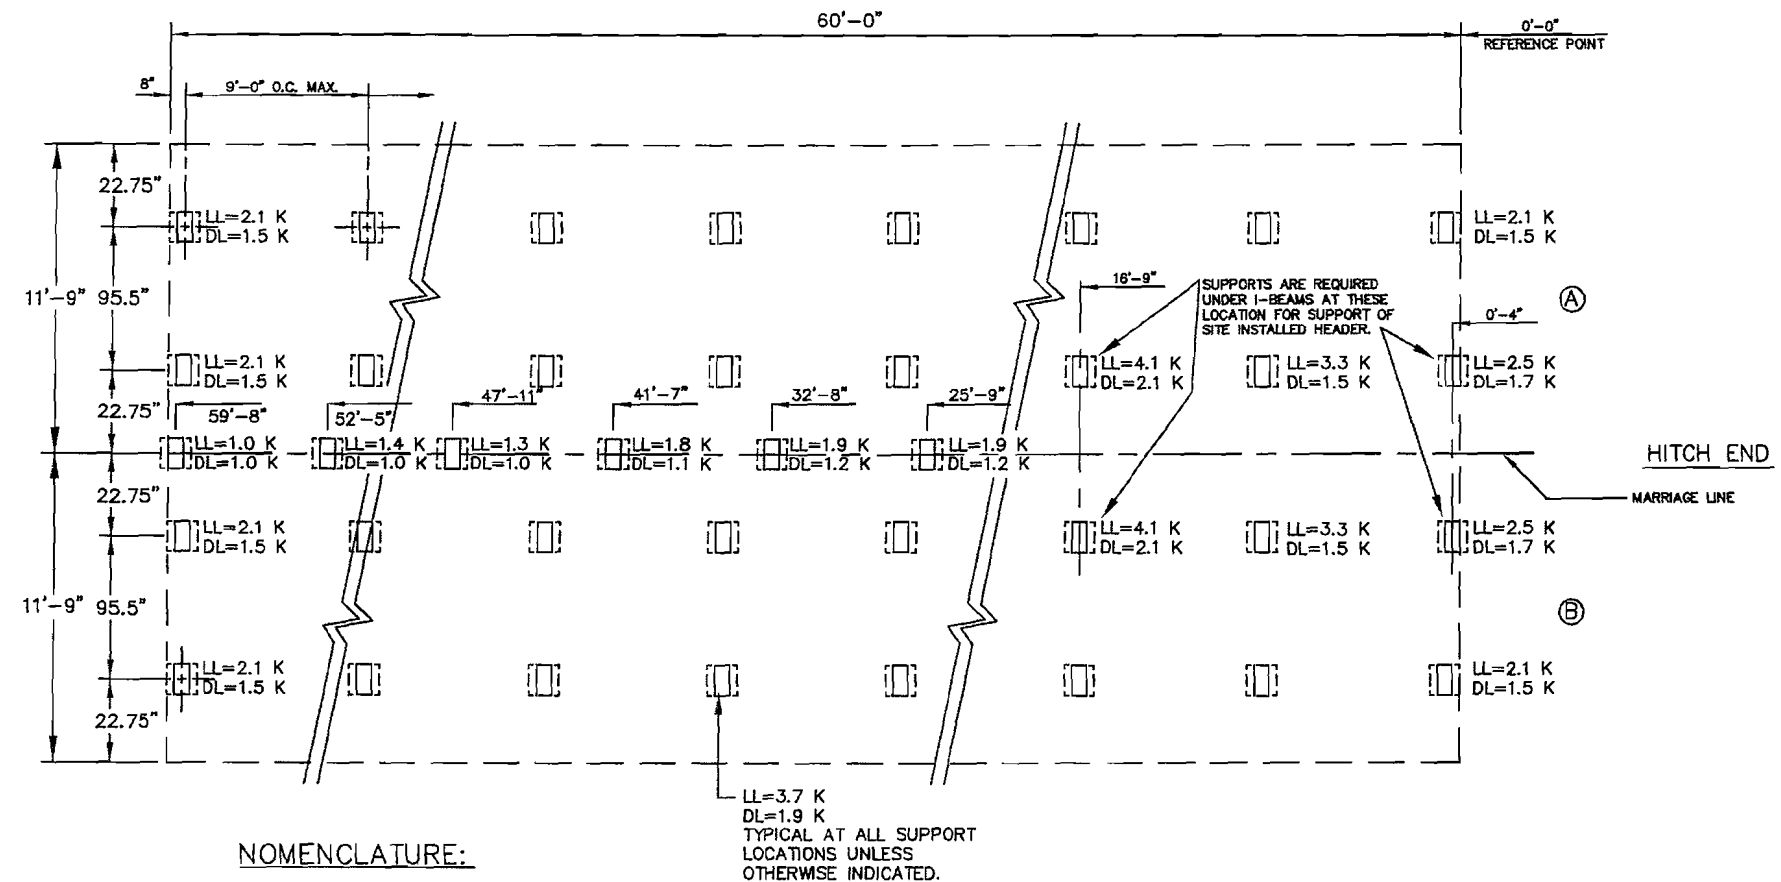 60'-0"
0'-0"
REFERENCE POINT
8"
9'-0" O.C. MAX.
22.75"
LL=2.1 K
DL=1.5 K
LL=2.1 K
DL=1.5 K
11'-9"
95.5"
16'-9"
SUPPORTS ARE REQUIRED
UNDER I-BEAMS AT THESE
LOCATION FOR SUPPORT OF
SITE INSTALLED HEADER.
A
0'-4"
LL=2.1 K
DL=1.5 K
LL=4.1 K
DL=2.1 K
LL=3.3 K
DL=1.5 K
LL=2.5 K
DL=1.7 K
22.75"
59'-8"
52'-5"
47'-11"
41'-7"
32'-8"
25'-9"
LL=1.0 K
DL=1.0 K
LL=1.4 K
DL=1.0 K
LL=1.3 K
DL=1.0 K
LL=1.8 K
DL=1.1 K
LL=1.9 K
DL=1.2 K
LL=1.9 K
DL=1.2 K
HITCH END
MARRIAGE LINE
22.75"
LL=2.1 K
DL=1.5 K
LL=4.1 K
DL=2.1 K
LL=3.3 K
DL=1.5 K
LL=2.5 K
DL=1.7 K
11'-9"
95.5"
B
LL=2.1 K
DL=1.5 K
LL=2.1 K
DL=1.5 K
22.75"
LL=3.7 K
DL=1.9 K
TYPICAL AT ALL SUPPORT
LOCATIONS UNLESS
OTHERWISE INDICATED.
NOMENCLATURE: